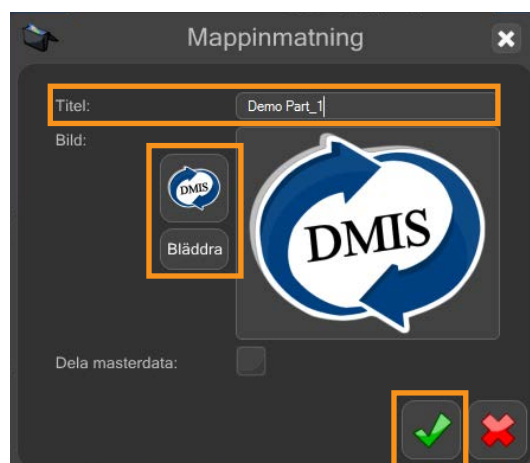 Mappinmatning
Titel:
Demo Part_1
Bild:
DMIS
Bläddra
DMIS
Dela masterdata: